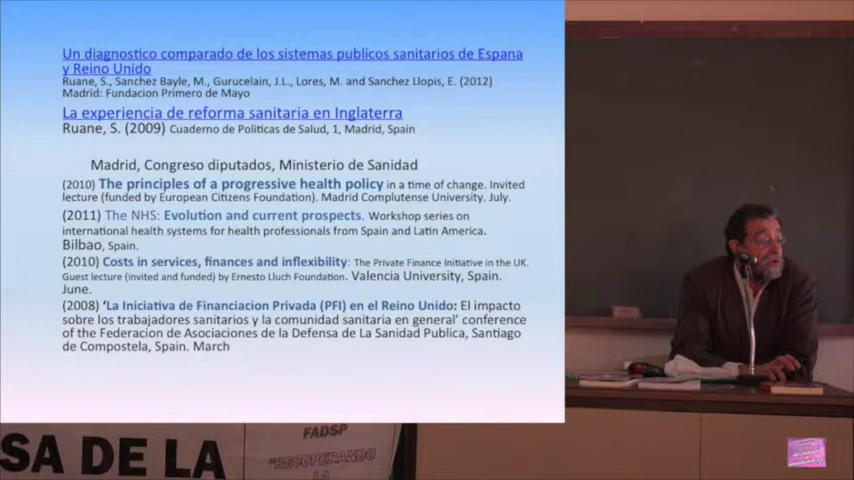 Un diagnostico comparado de los sistemas publicos sanitarios de Espana
y Reino Unido
Ruane, S., Sanchez Bayle, M., Gurucelain, J.L., Lores, M. and Sanchez Llopis, E. (2012)
Madrid: Fundacion Primero de Mayo
La experiencia de reforma sanitaria en Inglaterra
Ruane, S. (2009) Cuaderno de Politicas de Salud, 1, Madrid, Spain
Madrid, Congreso diputados, Ministerio de Sanidad
(2010) The principles of a progressive health policy in a time of change. Invited
lecture (funded by European Citizens Foundation). Madrid Complutense University. July.
(2011) The NHS: Evolution and current prospects. Workshop series on
international health systems for health professionals from Spain and Latin America.
Bilbao, Spain.
(2010) Costs in services, finances and inflexibility: The Private Finance Initiative in the UK.
Guest lecture (invited and funded) by Ernesto Lluch Foundation. Valencia University, Spain.
June.
(2008) ‘La Iniciativa de Financiacion Privada (PFI) en el Reino Unido: El impacto
sobre los trabajadores sanitarios y la comunidad sanitaria en general’ conference
of the Federacion de Asociaciones de la Defensa de La Sanidad Publica, Santiago
de Compostela, Spain. March
SA DE LA
FADSP
"RECUPERANDO
LA